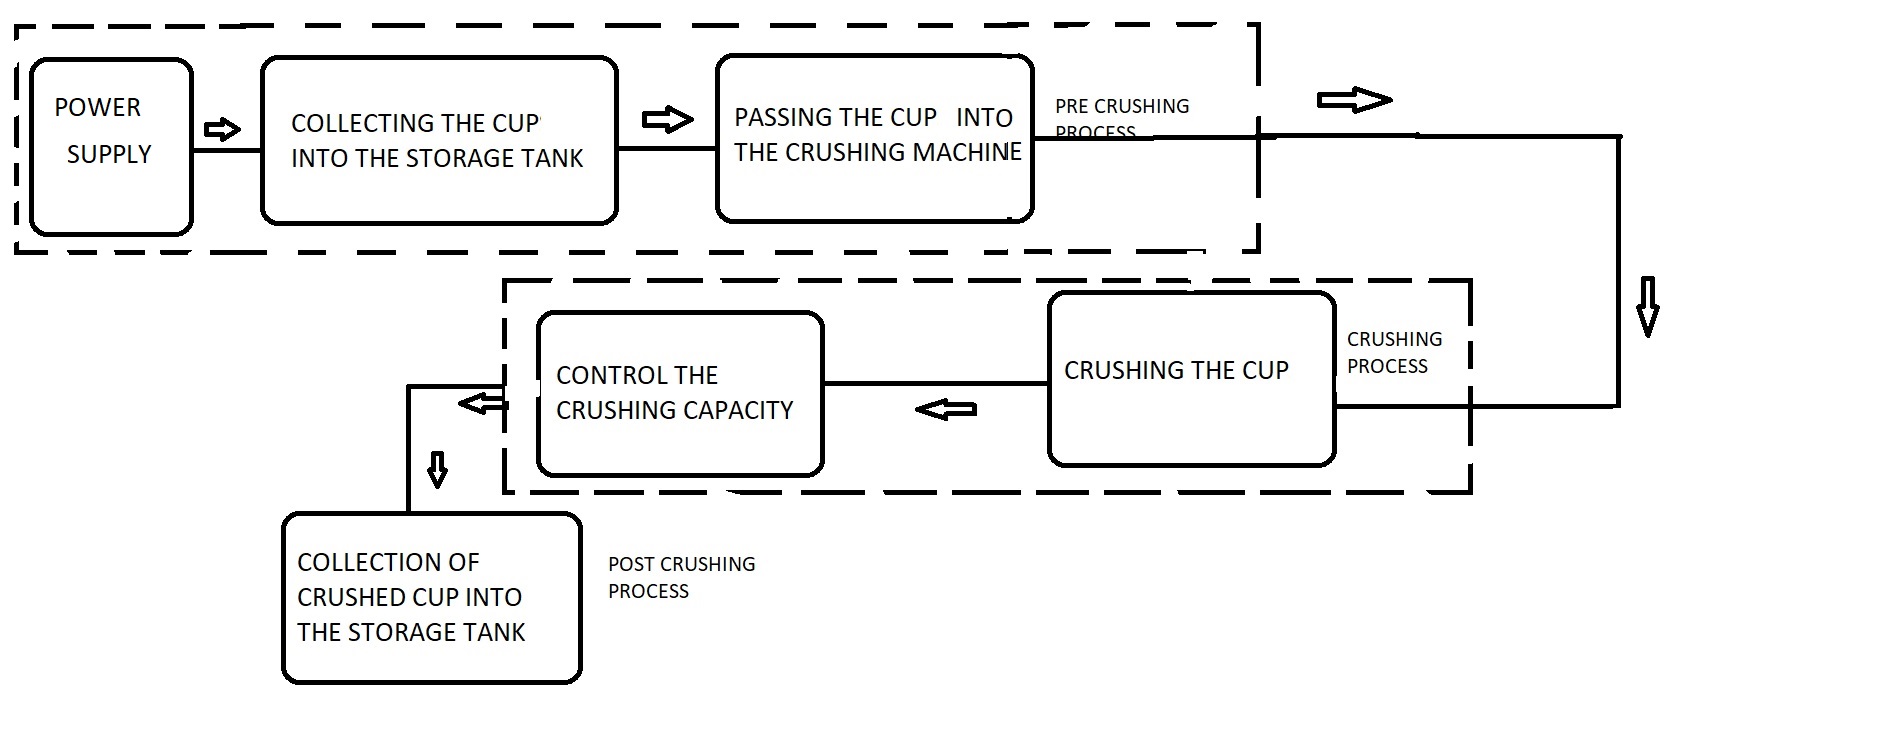 POWER
SUPPLY
COLLECTING THE CUP
INTO THE STORAGE TANK
PASSING THE CUP INTO
THE CRUSHING MACHINE
PRE CRUSHING
PROCESS
CONTROL THE
CRUSHING CAPACITY
CRUSHING THE CUP
CRUSHING
PROCESS
COLLECTION OF
CRUSHED CUP INTO
THE STORAGE TANK
POST CRUSHING
PROCESS